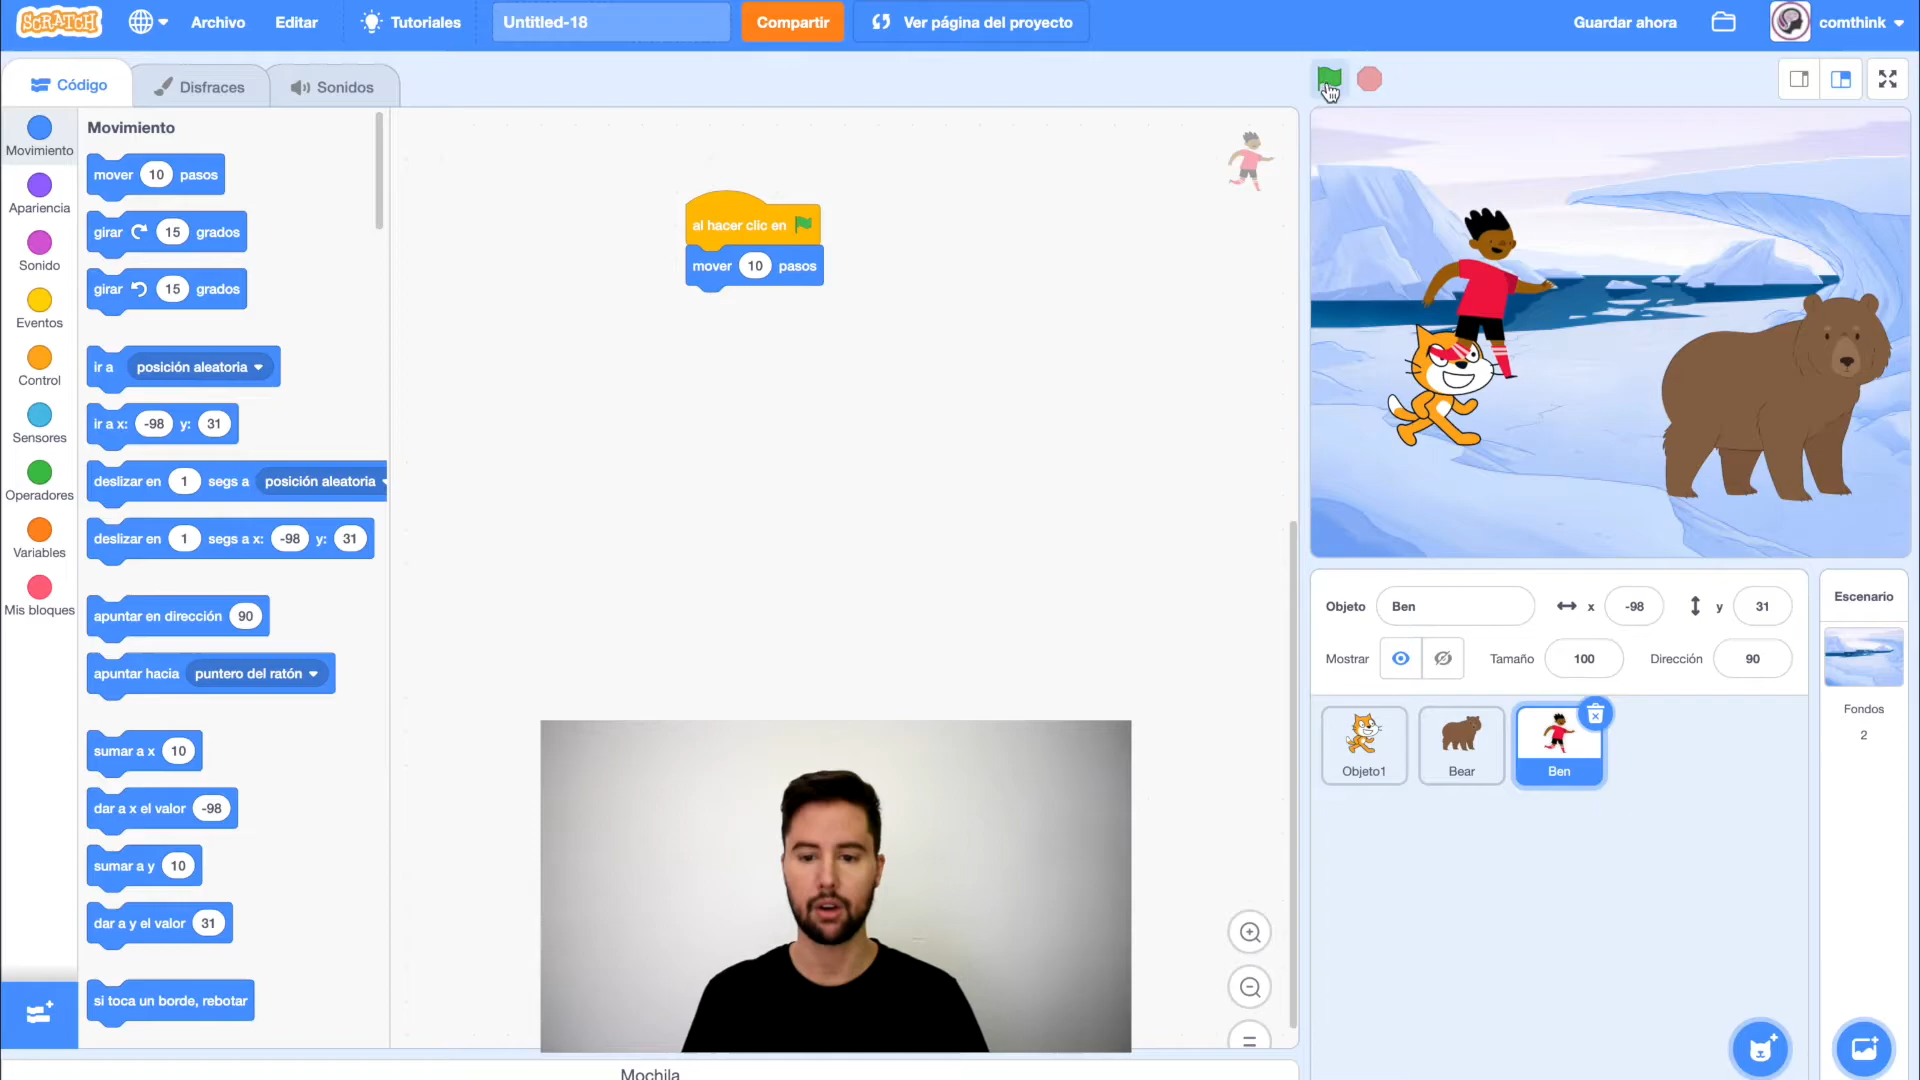 SCRATCH
Archivo
Editar
Tutoriales
Untitled-18
Compartir
Ver página del proyecto
Guardar ahora
comthink
Código
Disfraces
Sonidos
Movimiento
Apariencia
Sonido
Eventos
Control
Sensores
Operadores
Variables
Mis bloques
Movimiento
mover 10 pasos
girar 15 grados
girar 15 grados
ir a posición aleatoria
ir a x: -98 y: 31
deslizar en 1 segs a posición aleatoria
deslizar en 1 segs a x: -98 y: 31
apuntar en dirección 90
apuntar hacia puntero del ratón
sumar a x 10
dar a x el valor -98
sumar a y 10
dar a y el valor 31
si toca un borde, rebotar
al hacer clic en
mover 10 pasos
Mochila
Objeto Ben x -98 y 31
Mostrar Tamaño 100 Dirección 90
Objeto1
Bear
Ben
Escenario
Fondos
2